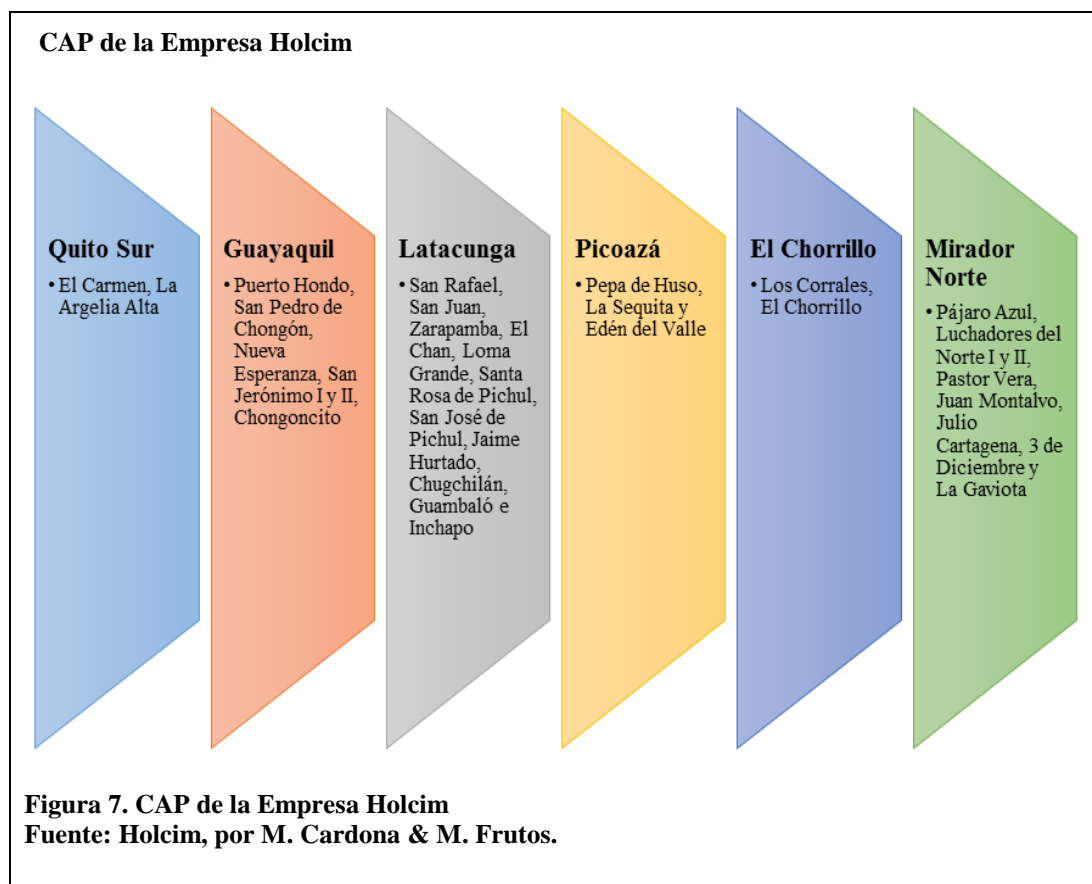 CAP de la Empresa Holcim
Quito Sur
• El Carmen, La
Argelia Alta
Guayaquil
• Puerto Hondo,
San Pedro de
Chongón,
Nueva
Esperanza, San
Jerónimo I y II,
Chongoncito
Latacunga
• San Rafael,
San Juan,
Zarapamba, El
Chan, Loma
Grande, Santa
Rosa de Pichul,
San José de
Pichul, Jaime
Hurtado,
Chugchilán,
Guambaló e
Inchapo
Picoazá
• Pepa de Huso,
La Sequita y
Edén del Valle
El Chorrillo
• Los Corrales,
El Chorrillo
Mirador
Norte
• Pájaro Azul,
Luchadores del
Norte I y II,
Pastor Vera,
Juan Montalvo,
Julio
Cartagena, 3 de
Diciembre y
La Gaviota
Figura 7. CAP de la Empresa Holcim
Fuente: Holcim, por M. Cardona & M. Frutos.